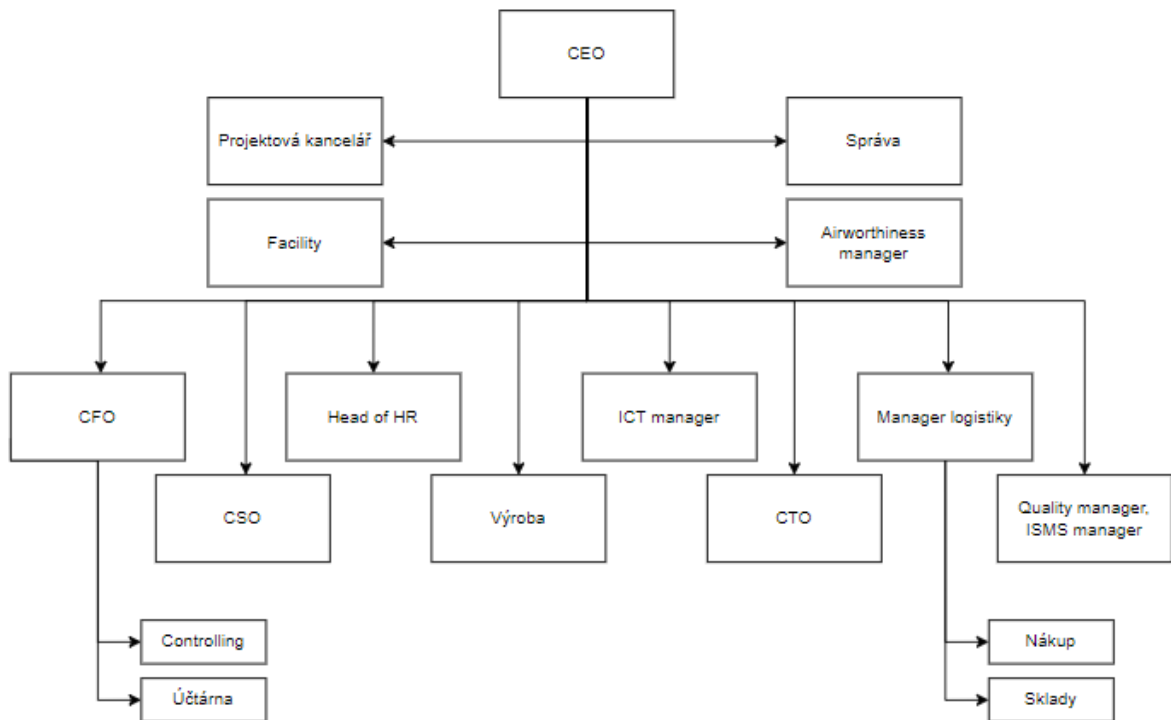 CEO
Projektová kancelář
Správa
Facility
Airworthiness
manager
CFO
Head of HR
ICT manager
Manager logistiky
CSO
Výroba
CTO
Quality manager,
ISMS manager
Controlling
Nákup
Účtárna
Sklady